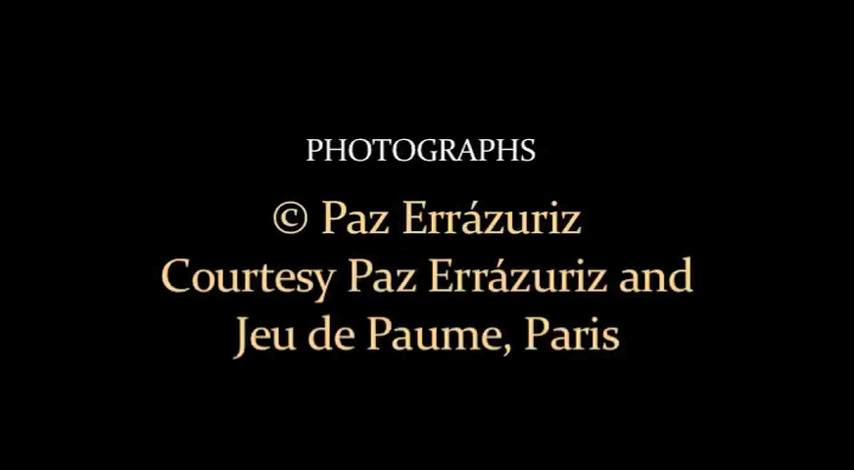 PHOTOGRAPHS
© Paz Errázuriz
Courtesy Paz Errázuriz and
Jeu de Paume, Paris